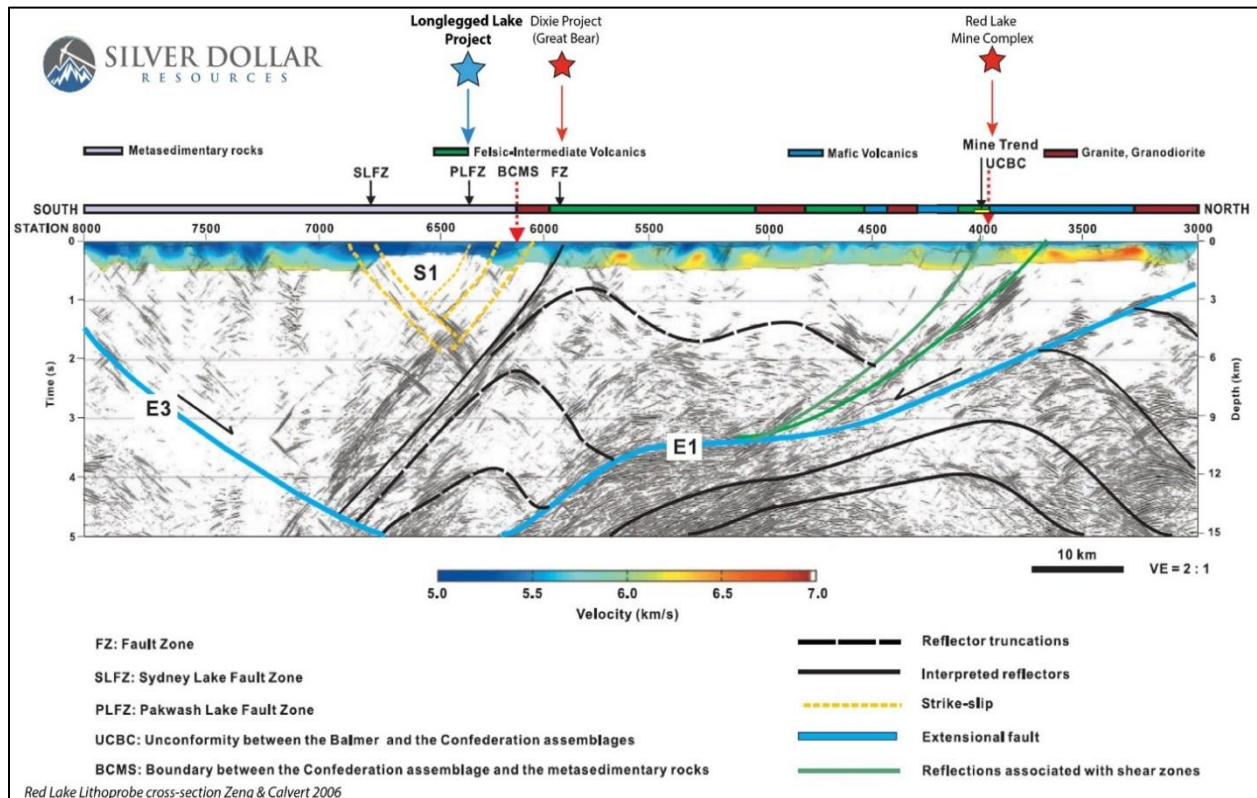 SILVER DOLLAR
RESOURCES
Longlegged Lake
Project
Dixie Project
(Great Bear)
Red Lake
Mine Complex
Metasedimentary rocks
Felsic-Intermediate Volcanics
Mafic Volcanics
Mine Trend
Granite, Granodiorite
SLFZ
PLFZ
BCMS
FZ
UCBC
SOUTH
NORTH
STATION 8000 7500 7000 6500 6000 5500 5000 4500 4000 3500 3000
0
1
2
3
4
5
Time (s)
S1
E3
E1
0
3
6
9
12
15
Depth (km)
10 km
VE = 2 : 1
5.0 5.5 6.0 6.5 7.0
Velocity (km/s)
FZ: Fault Zone
SLFZ: Sydney Lake Fault Zone
PLFZ: Pakwash Lake Fault Zone
UCBC: Unconformity between the Balmer and the Confederation assemblages
BCMS: Boundary between the Confederation assemblage and the metasedimentary rocks
Reflector truncations
Interpreted reflectors
Strike-slip
Extensional fault
Reflections associated with shear zones
Red Lake Lithoprobe cross-section Zeng & Calvert 2006